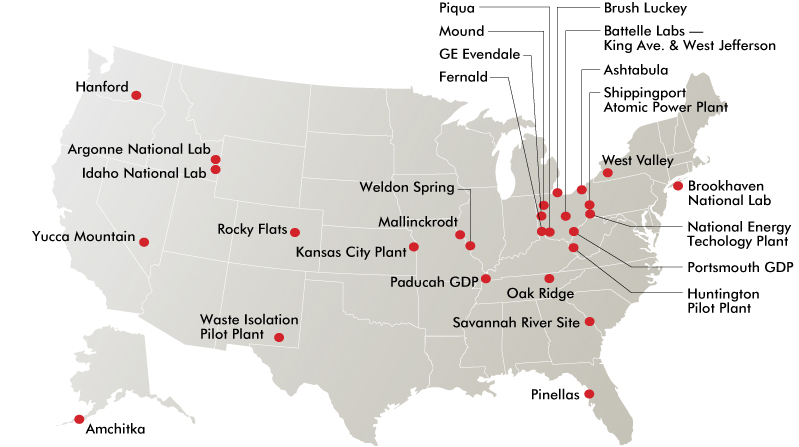 Piqua
Mound
GE Evendale
Fernald
Brush Luckey
Battelle Labs —
King Ave. & West Jefferson
Ashtabula
Shippingport
Atomic Power Plant
Hanford
Argonne National Lab
Idaho National Lab
West Valley
Weldon Spring
Brookhaven
National Lab
Mallinckrodt
Rocky Flats
Yucca Mountain
Kansas City Plant
National Energy
Techology Plant
Paducah GDP
Portsmouth GDP
Oak Ridge
Huntington
Pilot Plant
Waste Isolation
Pilot Plant
Savannah River Site
Pinellas
Amchitka